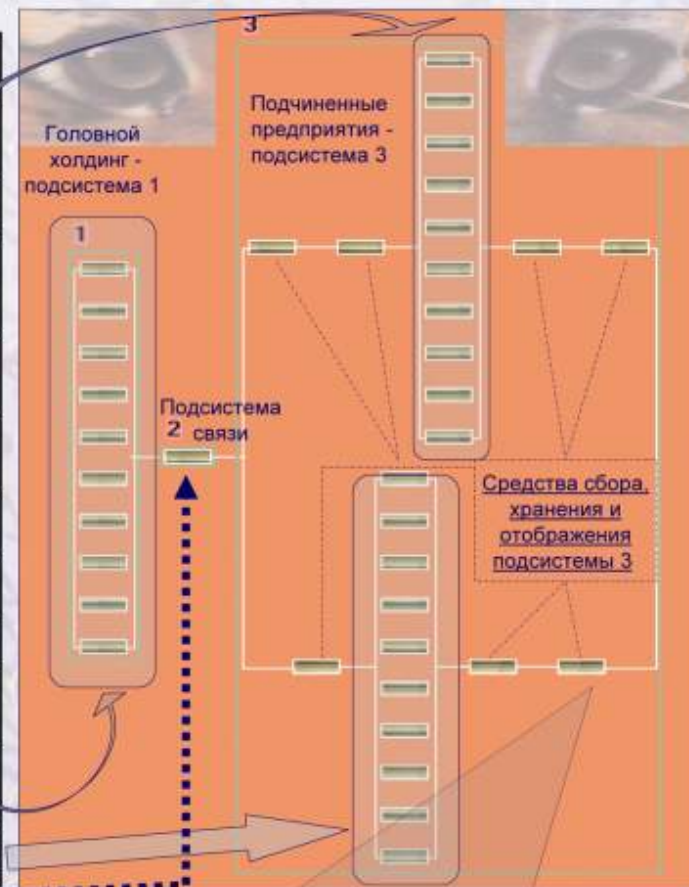 3
Подчиненные
предприятия -
подсистема 3
Головной
холдинг -
подсистема 1
1
Подсистема
2 связи
Средства сбора,
хранения и
отображения
подсистемы 3